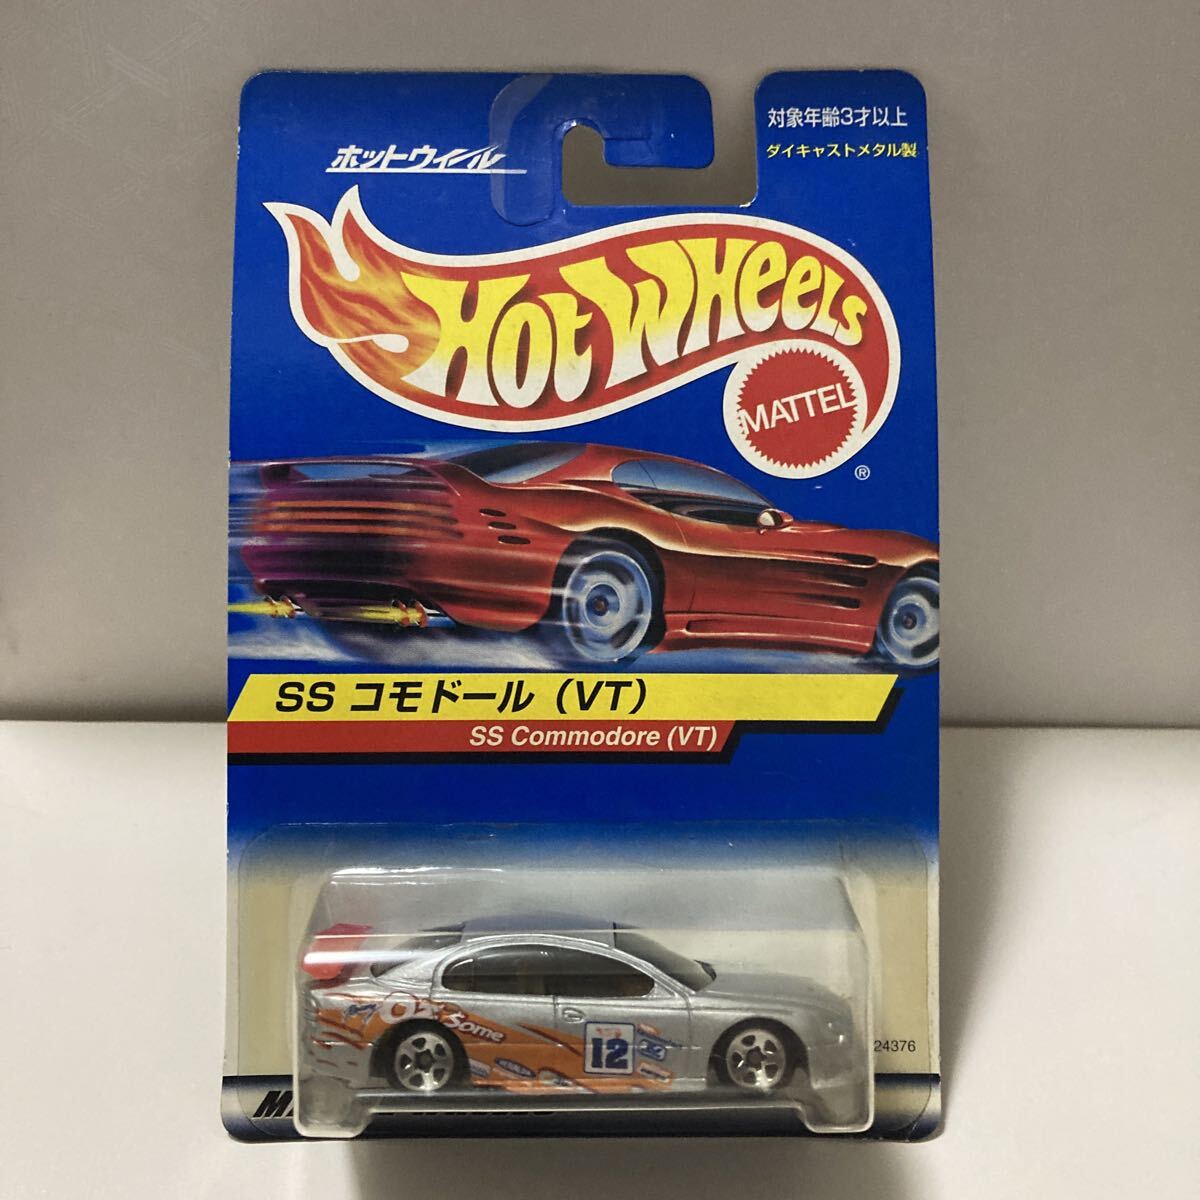 対象年齢3才以上
ダイキャストメタル製
ホットウィール
HOT WHEELS
MATTEL
®
SS コモドール (VT)
SS Commodore (VT)
Oz Some
12
24376